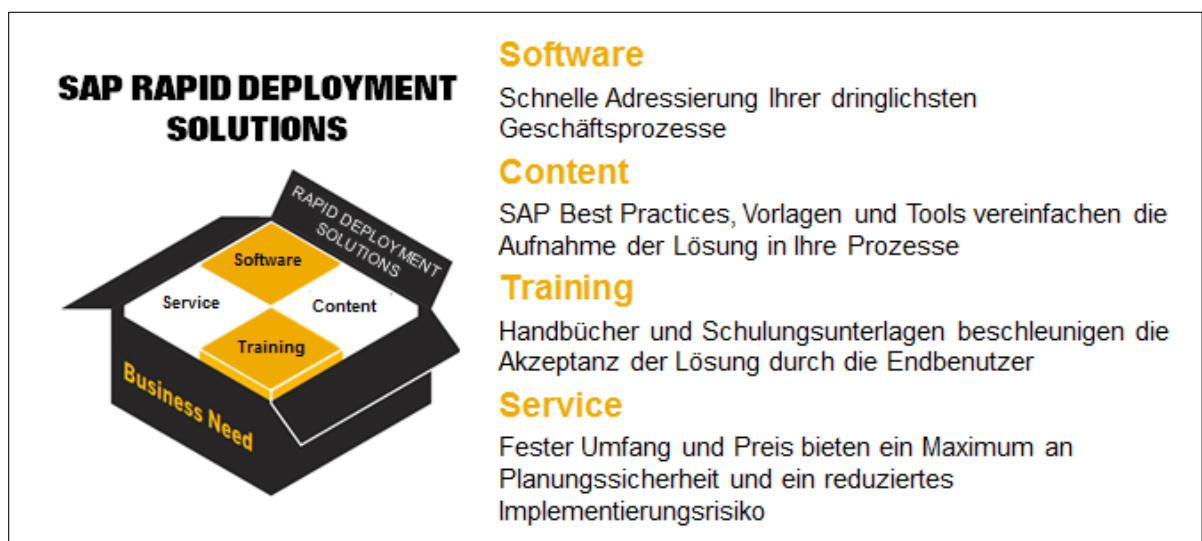 SAP RAPID DEPLOYMENT
SOLUTIONS
RAPID DEPLOYMENT
SOLUTIONS
Software
Service
Content
Training
Business Need
Software
Schnelle Adressierung Ihrer dringlichsten
Geschäftsprozesse
Content
SAP Best Practices, Vorlagen und Tools vereinfachen die
Aufnahme der Lösung in Ihre Prozesse
Training
Handbücher und Schulungsunterlagen beschleunigen die
Akzeptanz der Lösung durch die Endbenutzer
Service
Fester Umfang und Preis bieten ein Maximum an
Planungssicherheit und ein reduziertes
Implementierungsrisiko